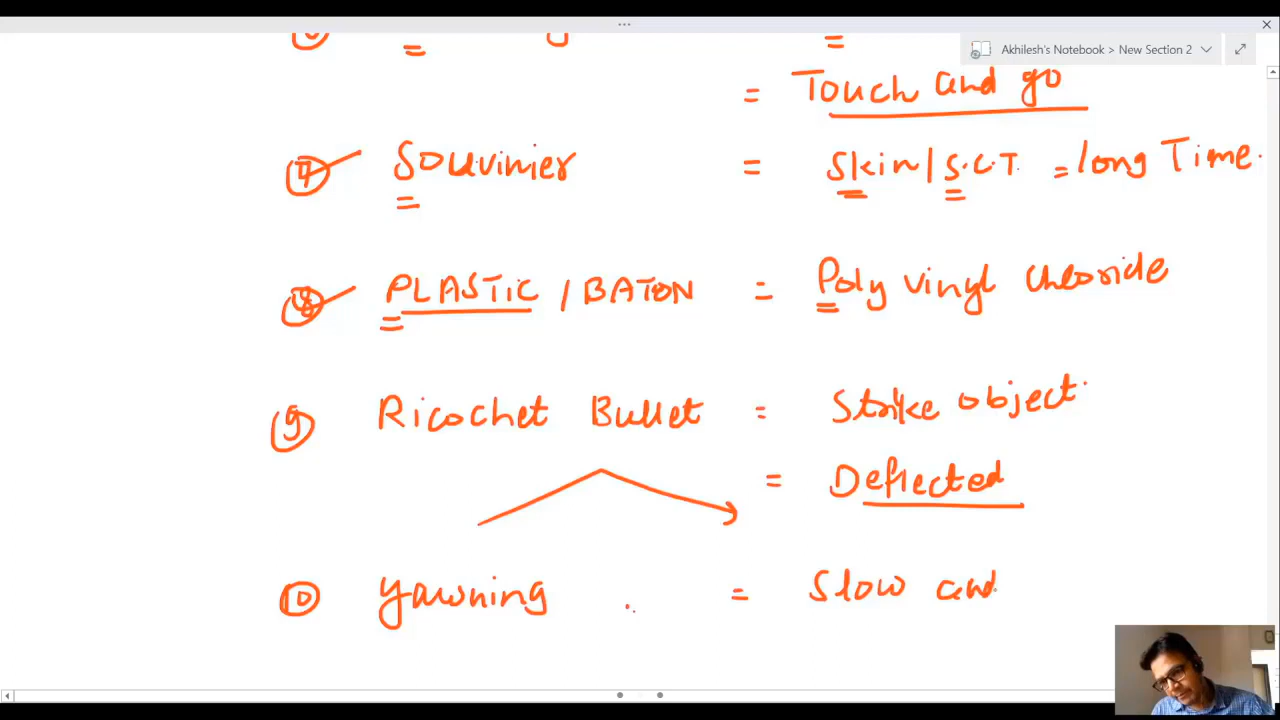 Akhilesh's Notebook > New Section 2
= Touch and go
7 Souvinier = Skin / S.C.T. = long Time.
8 PLASTIC / BATON = Poly vinyl chloride
9 Ricochet Bullet = Strike object
= Deflected
10 Yawning = Slow and